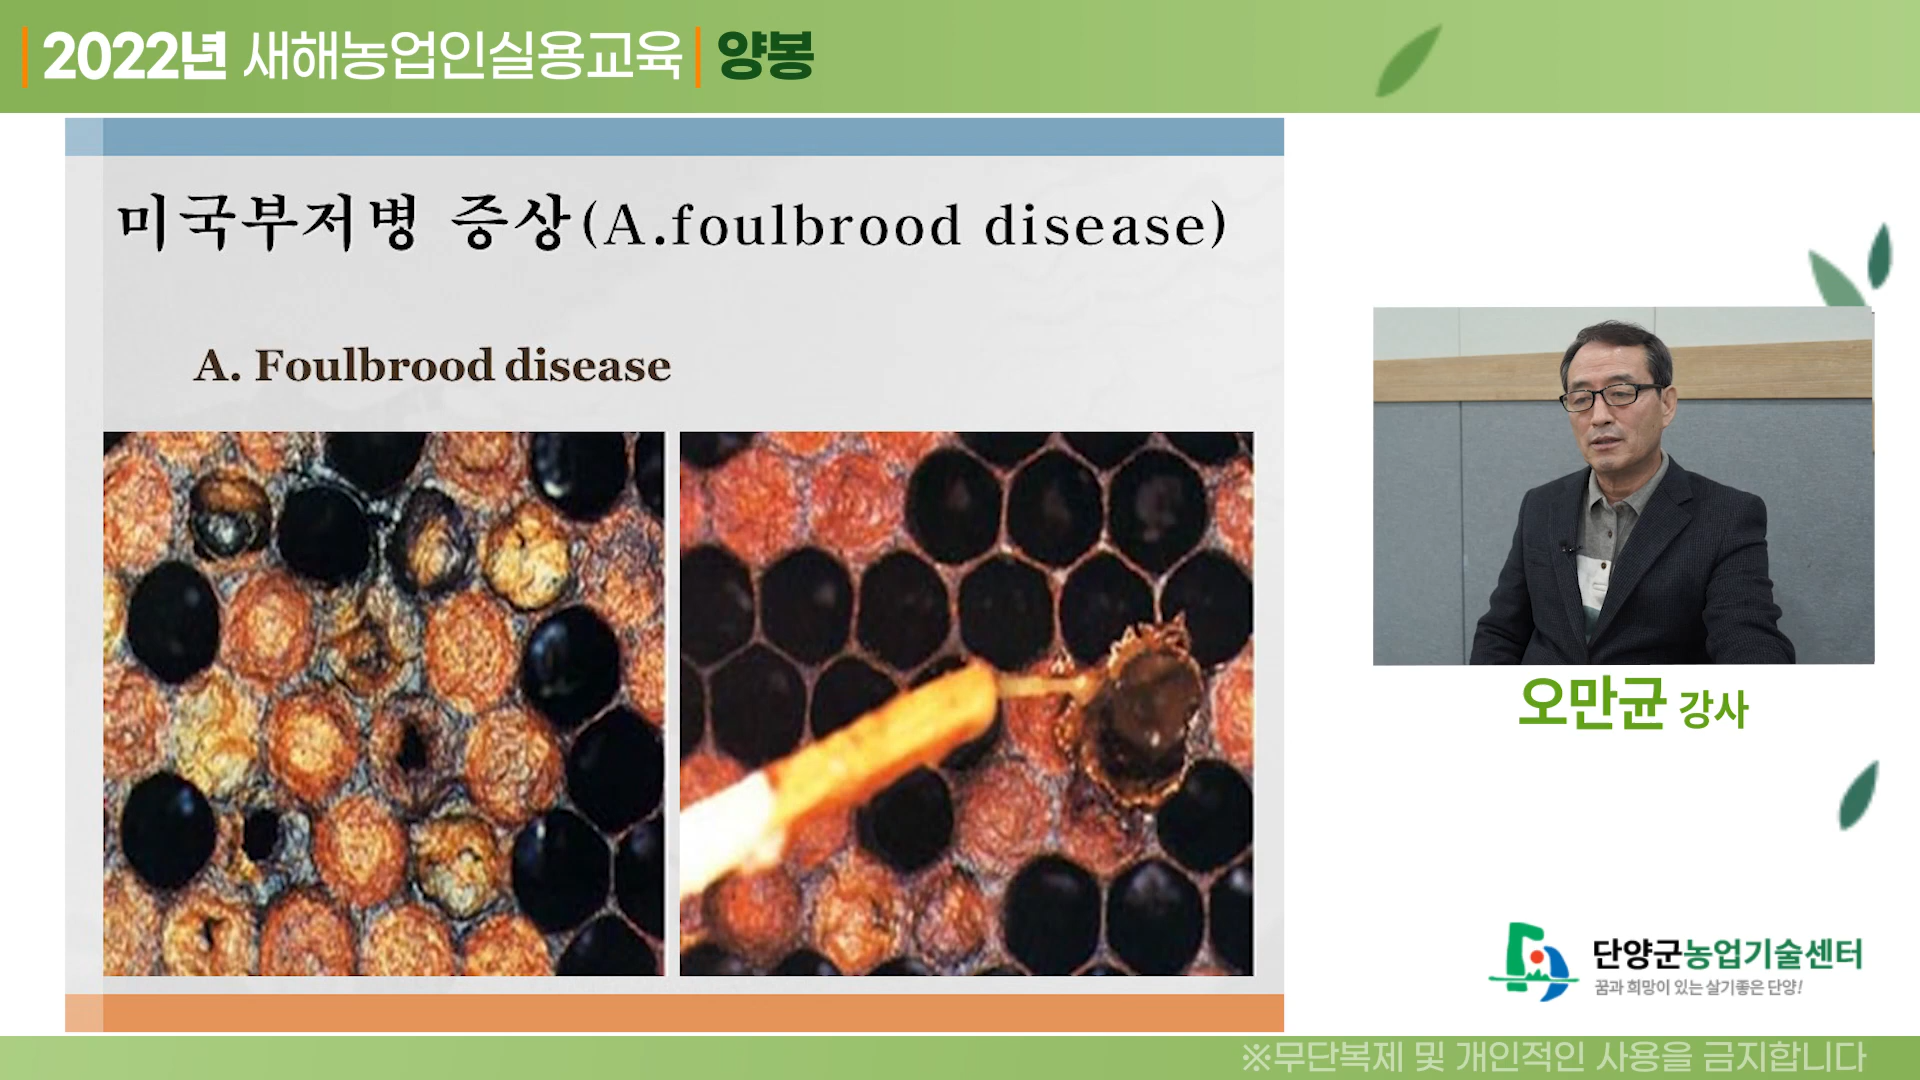 2022년 새해농업인실용교육 양봉
미국부저병 증상(A.foulbrood disease)
A. Foulbrood disease
오만균 강사
단양군농업기술센터
꿈과 희망이 있는 살기좋은 단양!
※무단복제 및 개인적인 사용을 금지합니다